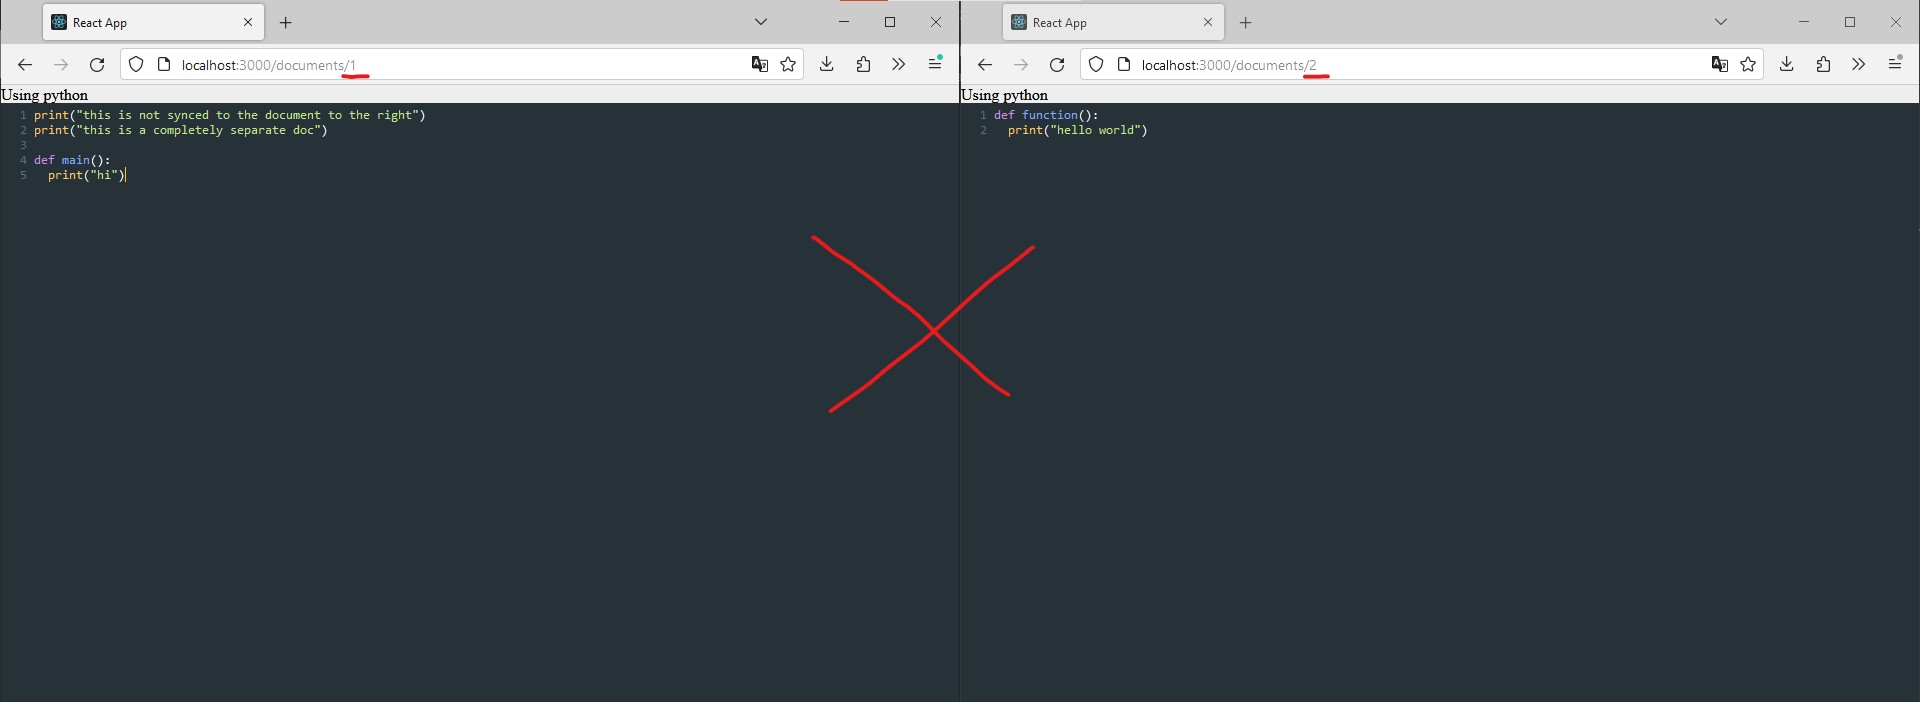 React App
localhost:3000/documents/1
Using python
1 print("this is not synced to the document to the right")
2 print("this is a completely separate doc")
3
4 def main():
5   print("hi")
React App
localhost:3000/documents/2
Using python
1 def function():
2   print("hello world")